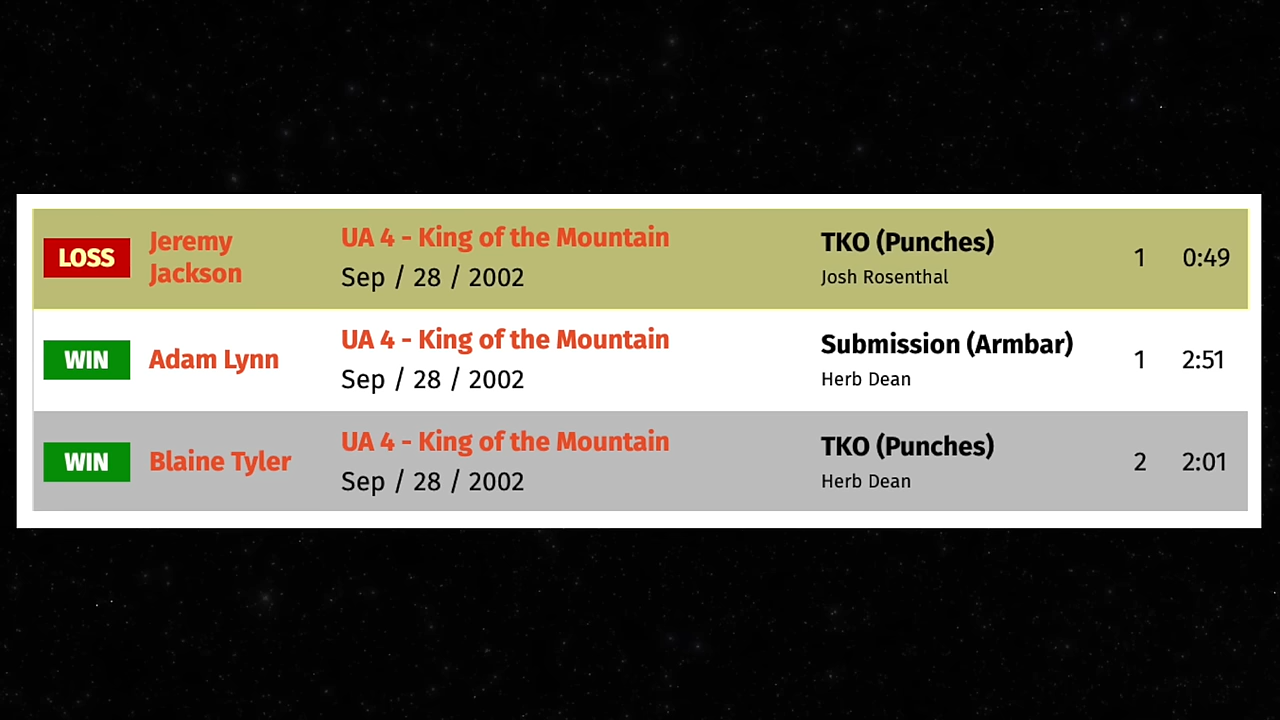 LOSS
Jeremy
Jackson
UA 4 - King of the Mountain
Sep / 28 / 2002
TKO (Punches)
Josh Rosenthal
1
0:49
WIN
Adam Lynn
UA 4 - King of the Mountain
Sep / 28 / 2002
Submission (Armbar)
Herb Dean
1
2:51
WIN
Blaine Tyler
UA 4 - King of the Mountain
Sep / 28 / 2002
TKO (Punches)
Herb Dean
2
2:01